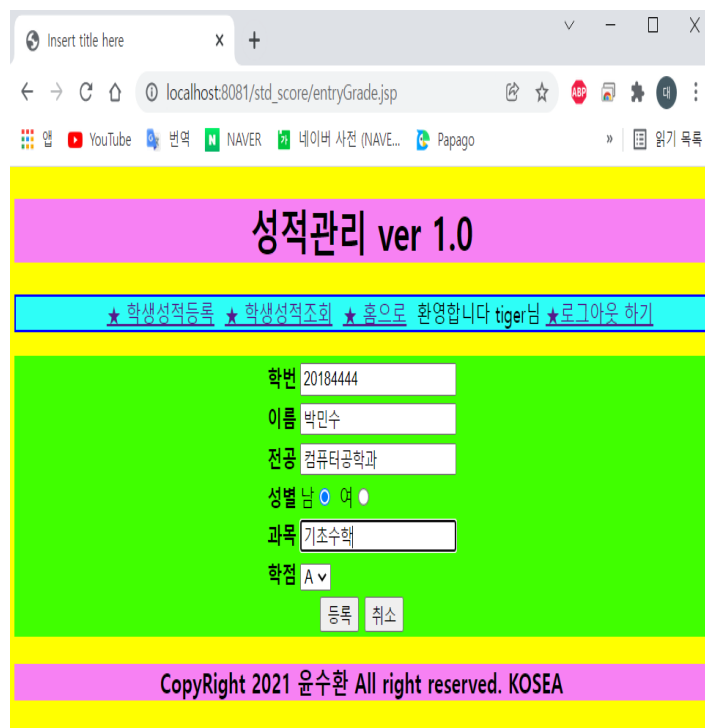 Insert title here
localhost:8081/std_score/entryGrade.jsp
ABP
대
앱 YouTube 번역 N NAVER 네이버 사전 (NAVE... Papago » 읽기 목록
성적관리 ver 1.0
★ 학생성적등록 ★ 학생성적조회 ★ 홈으로 환영합니다 tiger님 ★로그아웃 하기
학번 20184444
이름 박민수
전공 컴퓨터공학과
성별 남 여
과목 기초수학
학점 A
등록 취소
CopyRight 2021 윤수환 All right reserved. KOSEA